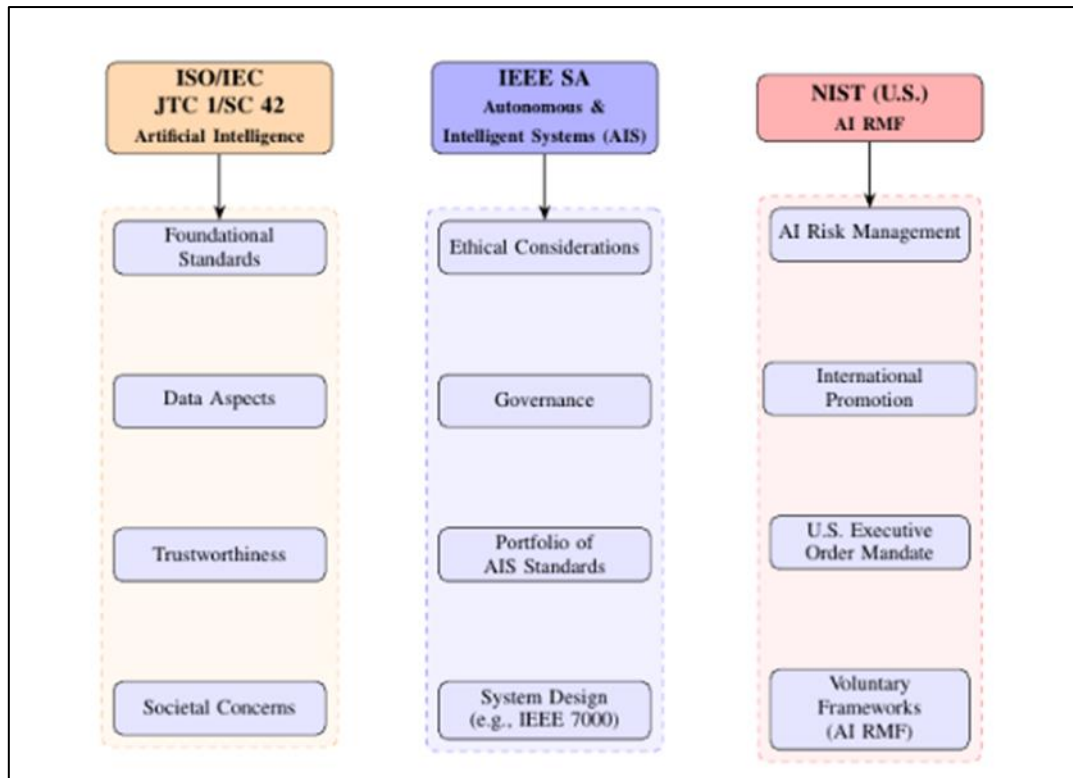 ISO/IEC
JTC 1/SC 42
Artificial Intelligence
Foundational
Standards
Data Aspects
Trustworthiness
Societal Concerns
IEEE SA
Autonomous &
Intelligent Systems (AIS)
Ethical Considerations
Governance
Portfolio of
AIS Standards
System Design
(e.g., IEEE 7000)
NIST (U.S.)
AI RMF
AI Risk Management
International
Promotion
U.S. Executive
Order Mandate
Voluntary
Frameworks
(AI RMF)